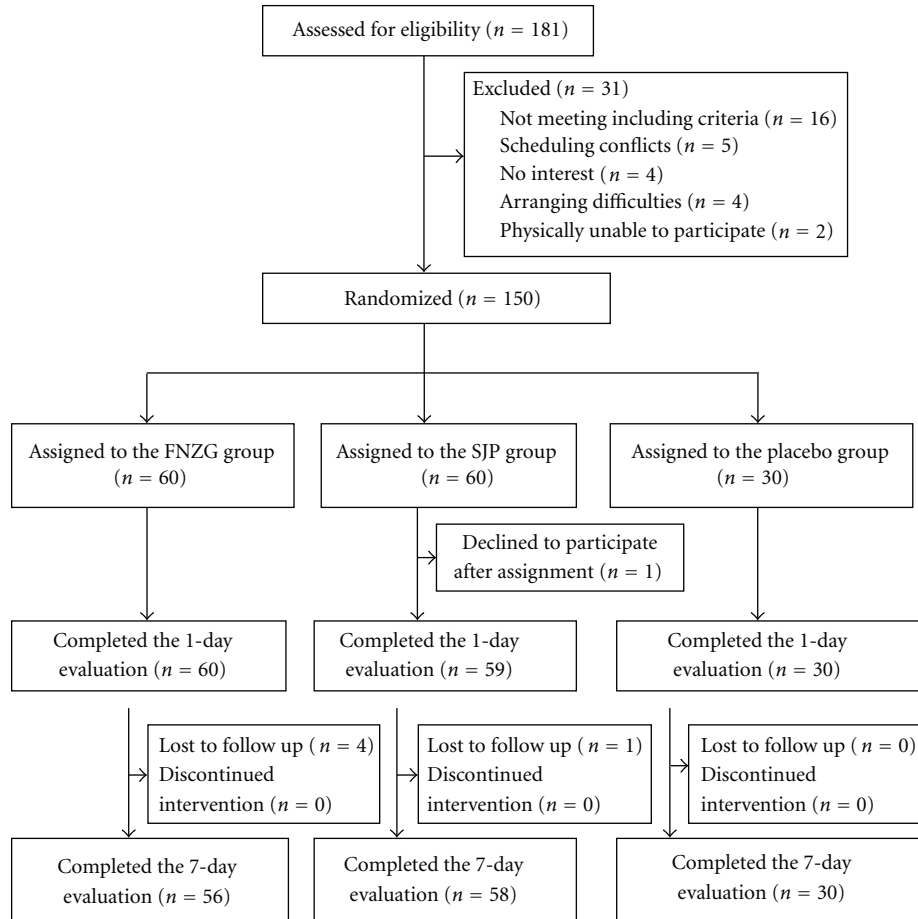 Assessed for eligibility (n = 181)
Excluded (n = 31)
Not meeting including criteria (n = 16)
Scheduling conflicts (n = 5)
No interest (n = 4)
Arranging difficulties (n = 4)
Physically unable to participate (n = 2)
Randomized (n = 150)
Assigned to the FNZG group
(n = 60)
Assigned to the SJP group
(n = 60)
Assigned to the placebo group
(n = 30)
Declined to participate
after assignment (n = 1)
Completed the 1-day
evaluation (n = 60)
Completed the 1-day
evaluation (n = 59)
Completed the 1-day
evaluation (n = 30)
Lost to follow up (n = 4)
Discontinued
intervention (n = 0)
Lost to follow up (n = 1)
Discontinued
intervention (n = 0)
Lost to follow up (n = 0)
Discontinued
intervention (n = 0)
Completed the 7-day
evaluation (n = 56)
Completed the 7-day
evaluation (n = 58)
Completed the 7-day
evaluation (n = 30)